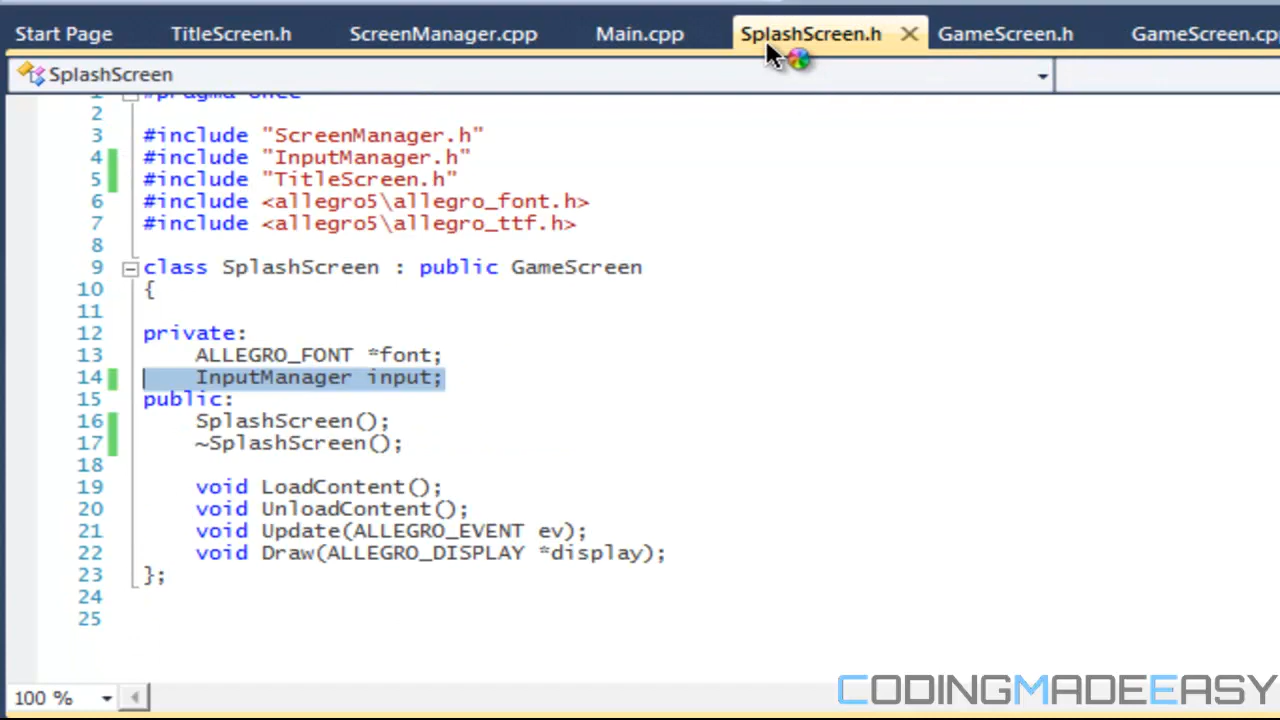 Start Page TitleScreen.h ScreenManager.cpp Main.cpp SplashScreen.h GameScreen.h GameScreen.cp
SplashScreen
1 #pragma once
2
3 #include "ScreenManager.h"
4 #include "InputManager.h"
5 #include "TitleScreen.h"
6 #include <allegro5\allegro_font.h>
7 #include <allegro5\allegro_ttf.h>
8
9 class SplashScreen : public GameScreen
10 {
11
12 private:
13 ALLEGRO_FONT *font;
14 InputManager input;
15 public:
16 SplashScreen();
17 ~SplashScreen();
18
19 void LoadContent();
20 void UnloadContent();
21 void Update(ALLEGRO_EVENT ev);
22 void Draw(ALLEGRO_DISPLAY *display);
23 };
24
25
100 %
CODINGMADEEASY